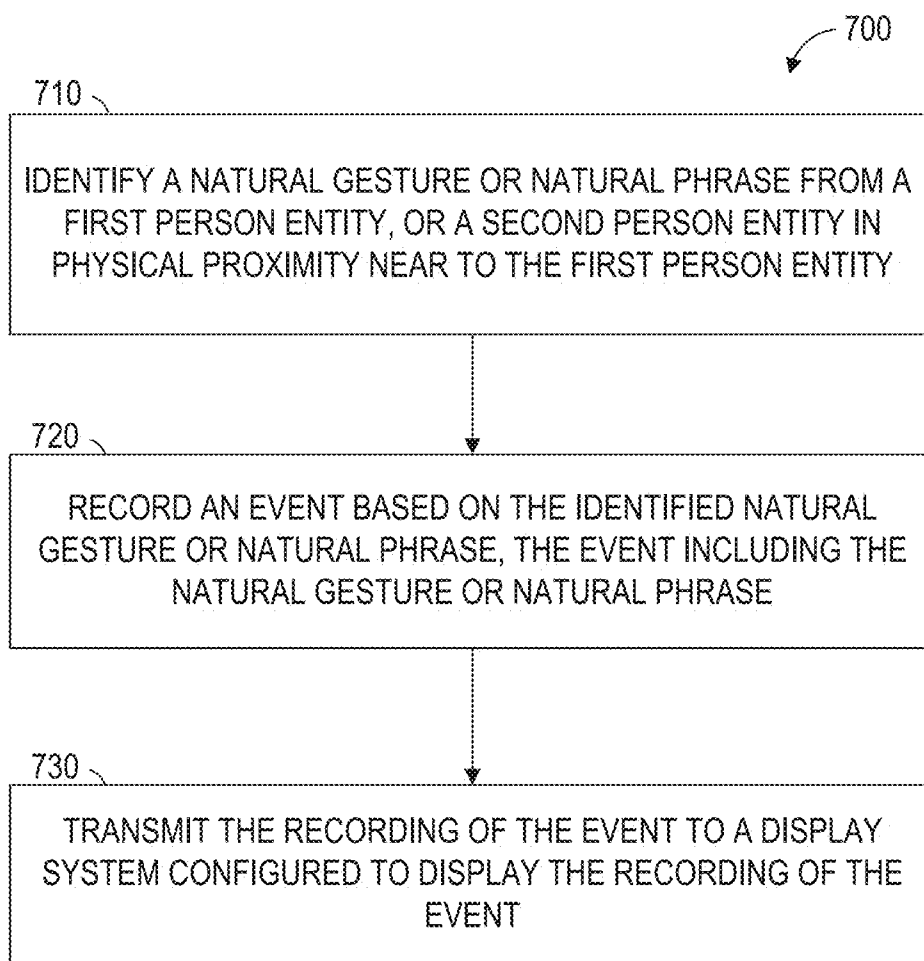 700
710
IDENTIFY A NATURAL GESTURE OR NATURAL PHRASE FROM A
FIRST PERSON ENTITY, OR A SECOND PERSON ENTITY IN
PHYSICAL PROXIMITY NEAR TO THE FIRST PERSON ENTITY
720
RECORD AN EVENT BASED ON THE IDENTIFIED NATURAL
GESTURE OR NATURAL PHRASE, THE EVENT INCLUDING THE
NATURAL GESTURE OR NATURAL PHRASE
730
TRANSMIT THE RECORDING OF THE EVENT TO A DISPLAY
SYSTEM CONFIGURED TO DISPLAY THE RECORDING OF THE
EVENT